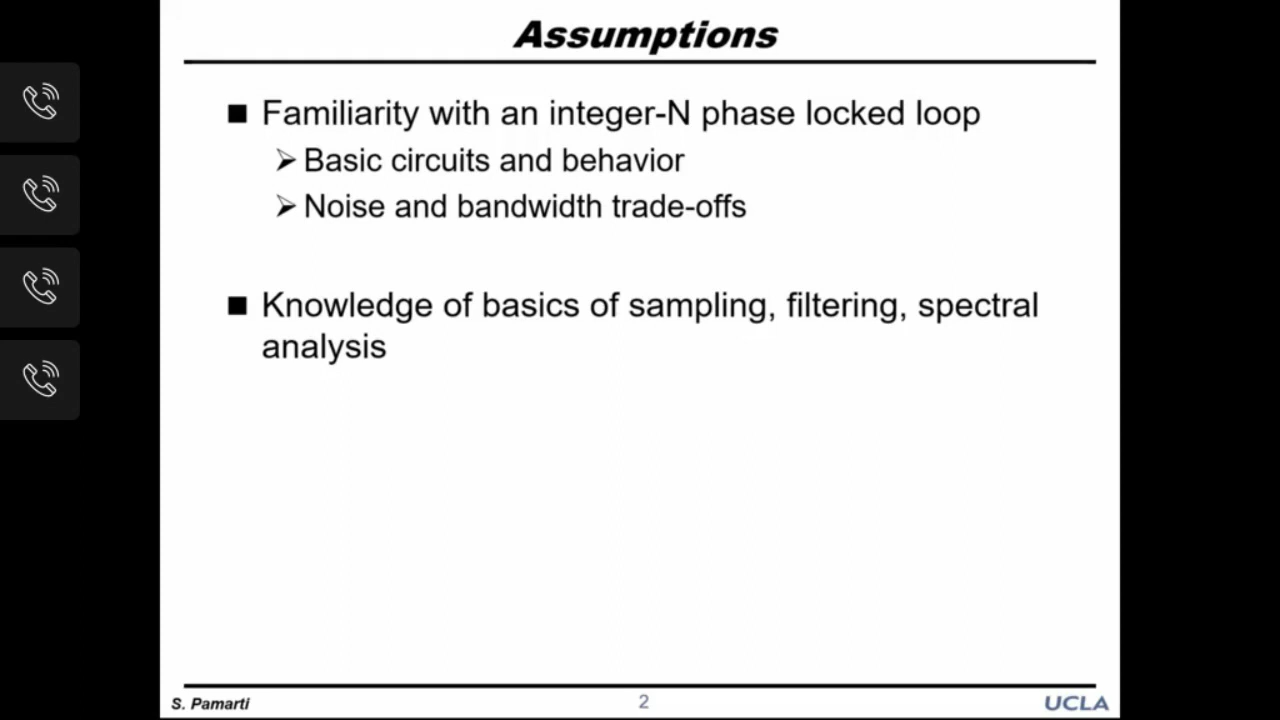 Assumptions
Familiarity with an integer-N phase locked loop
Basic circuits and behavior
Noise and bandwidth trade-offs
Knowledge of basics of sampling, filtering, spectral
analysis
S. Pamarti
2
UCLA